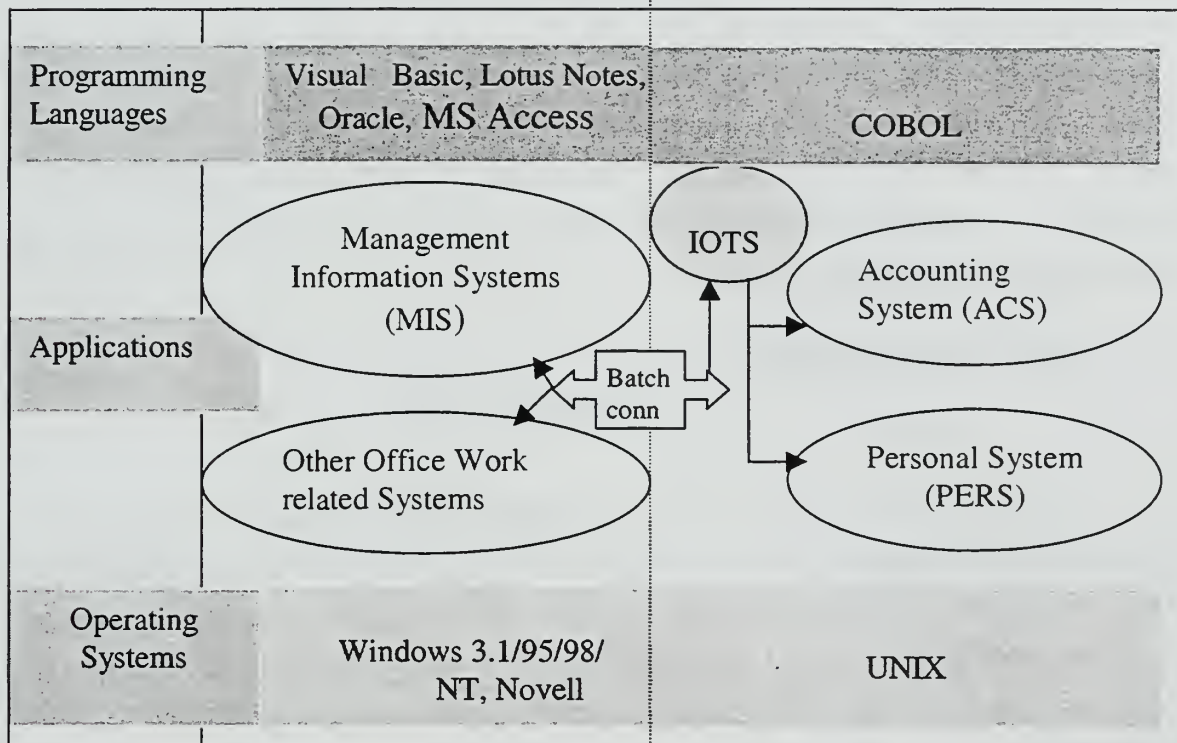 Programming
Languages
Visual Basic, Lotus Notes,
Oracle, MS Access
COBOL
Management
Information Systems
(MIS)
IOTS
Accounting
System (ACS)
Applications
Batch
conn
Other Office Work
related Systems
Personal System
(PERS)
Operating
Systems
Windows 3.1/95/98/
NT, Novell
UNIX